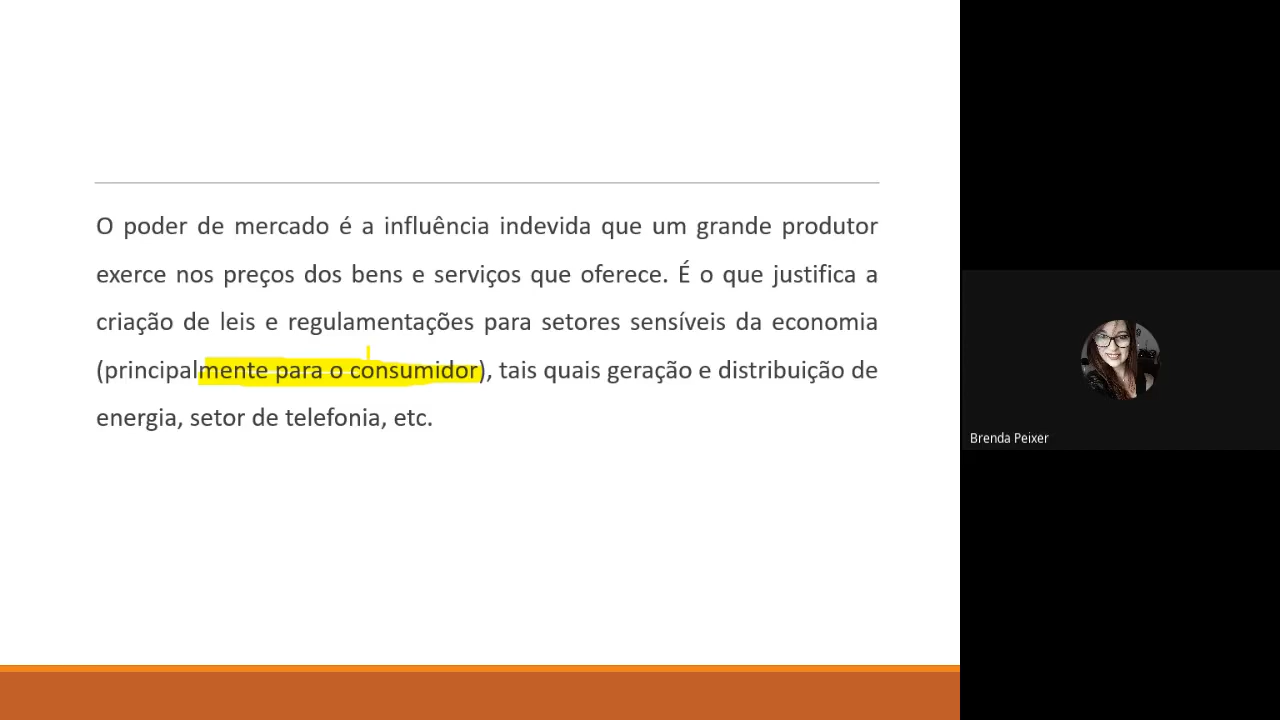 O poder de mercado é a influência indevida que um grande produtor
exerce nos preços dos bens e serviços que oferece. É o que justifica a
criação de leis e regulamentações para setores sensíveis da economia
(principalmente para o consumidor), tais quais geração e distribuição de
energia, setor de telefonia, etc.
Brenda Peixer